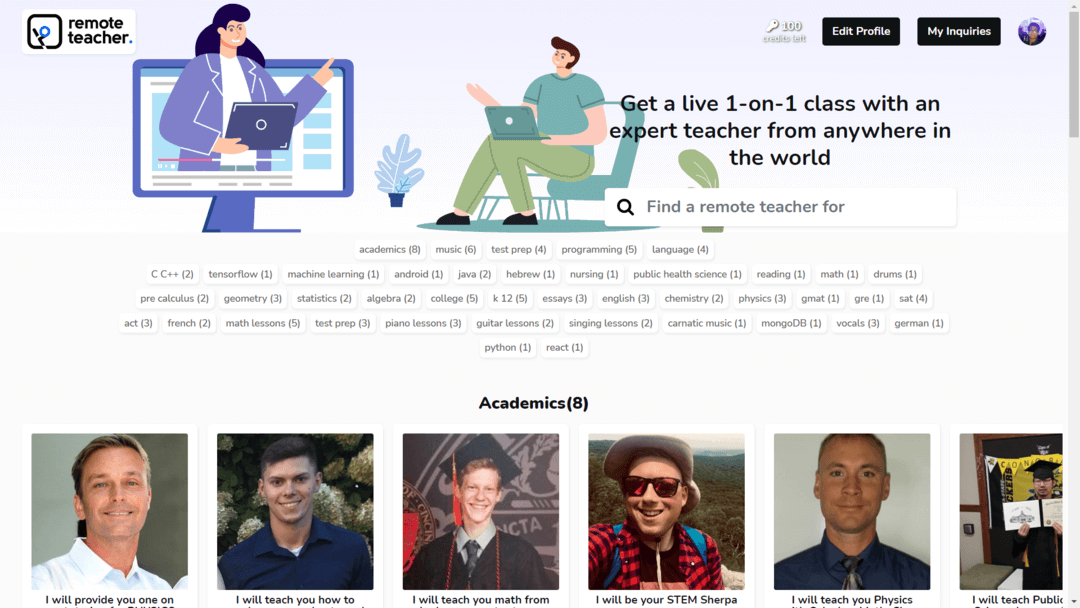 remote
teacher.
100
credits left
Edit Profile
My Inquiries
Get a live 1-on-1 class with an
expert teacher from anywhere in
the world
Find a remote teacher for
academics (8) music (6) test prep (4) programming (5) language (4)
C C++ (2) tensorflow (1) machine learning (1) android (1) java (2) hebrew (1) nursing (1) public health science (1) reading (1) math (1) drums (1)
pre calculus (2) geometry (3) statistics (2) algebra (2) college (5) k 12 (5) essays (3) english (3) chemistry (2) physics (3) gmat (1) gre (1) sat (4)
act (3) french (2) math lessons (5) test prep (3) piano lessons (3) guitar lessons (2) singing lessons (2) carnatic music (1) mongoDB (1) vocals (3) german (1)
python (1) react (1)
Academics(8)
I will provide you one on
I will teach you how to
I will teach you math from
I will be your STEM Sherpa
I will teach you Physics
I will teach Public